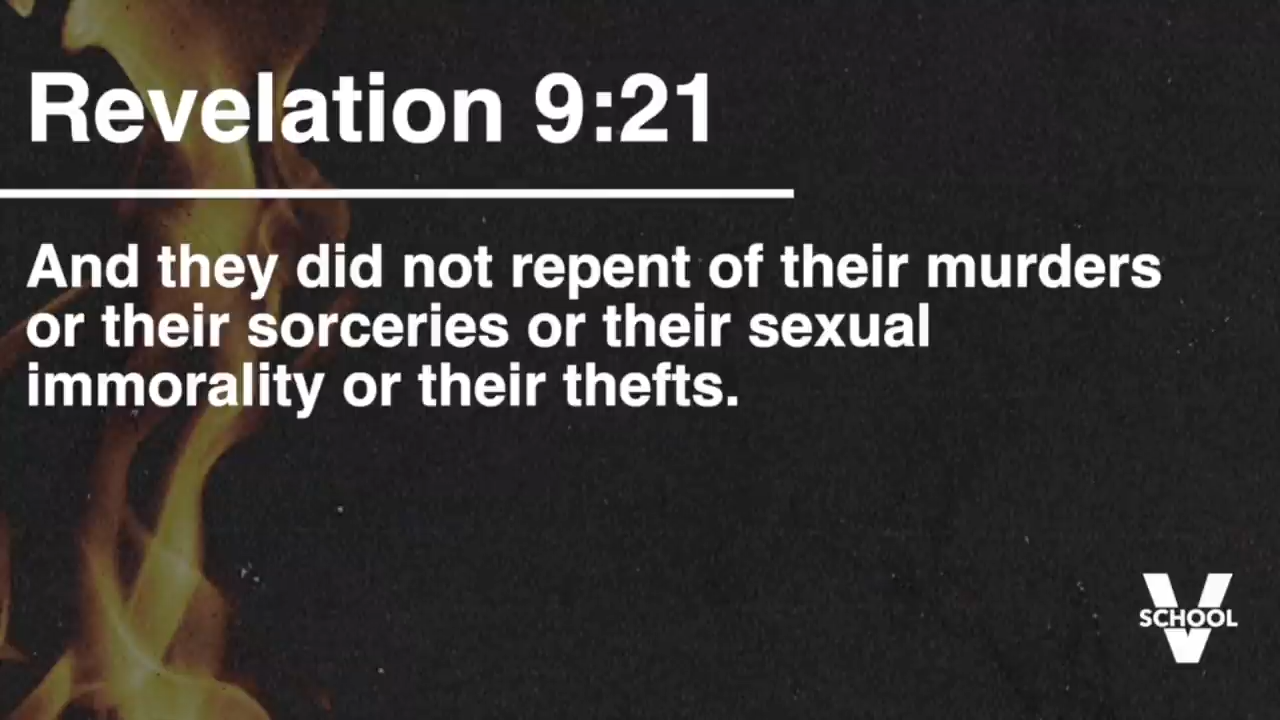 Revelation 9:21
And they did not repent of their murders
or their sorceries or their sexual
immorality or their thefts.
V
SCHOOL